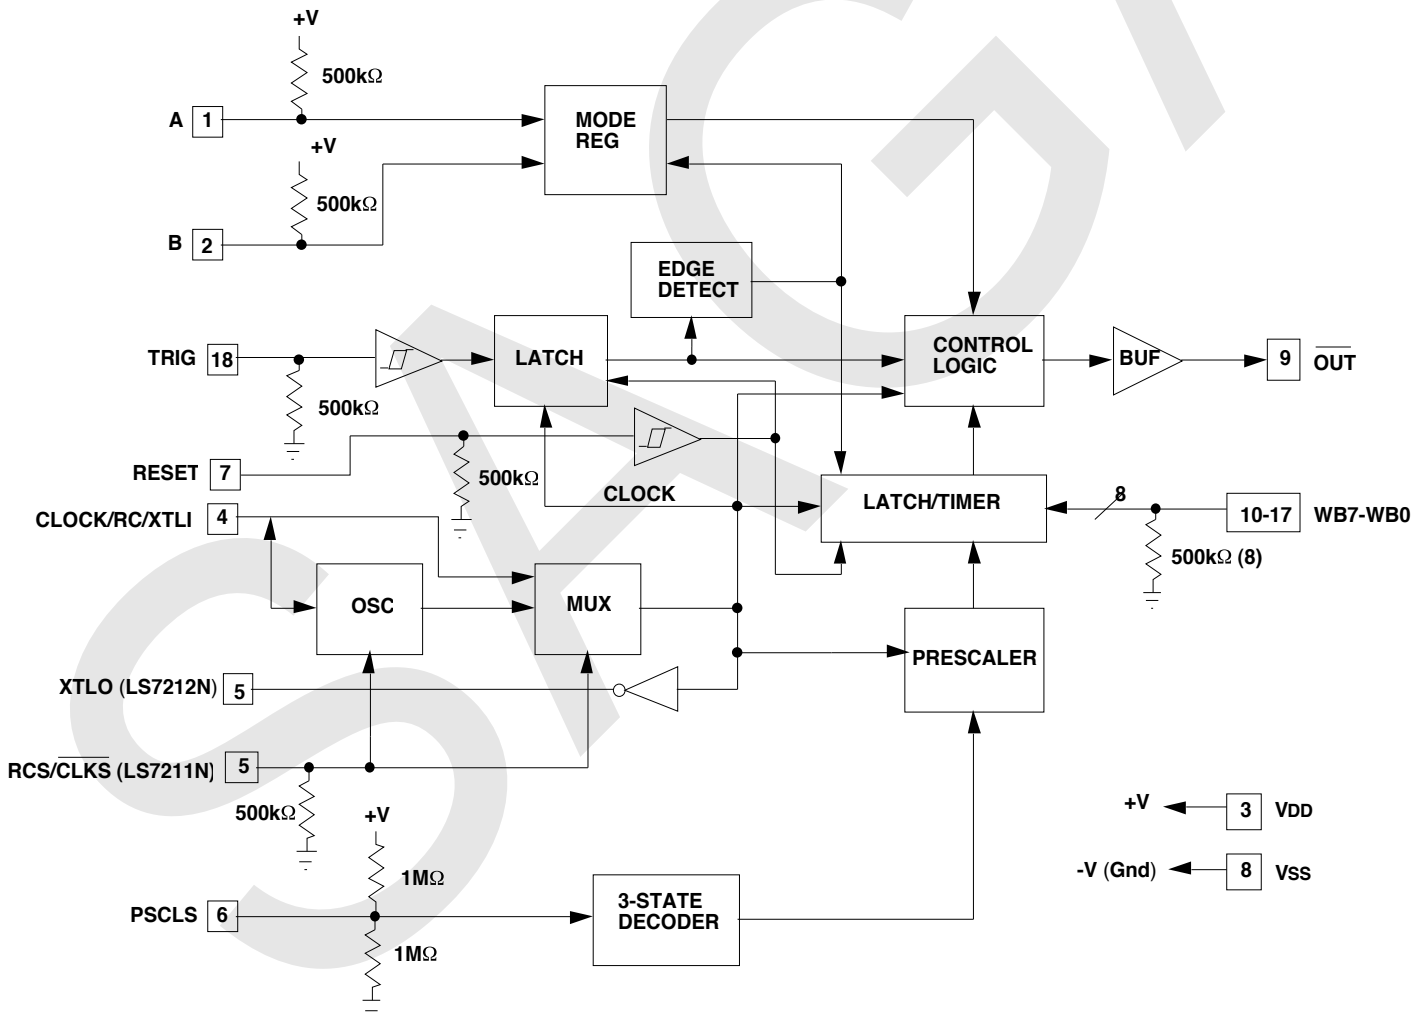 +V
500kΩ
A 1
MODE
REG
+V
500kΩ
B 2
EDGE
DETECT
TRIG 18
LATCH
CONTROL
LOGIC
BUF
9 OUT
500kΩ
RESET 7
500kΩ
CLOCK
LATCH/TIMER
8
10-17 WB7-WB0
500kΩ (8)
CLOCK/RC/XTLI 4
OSC
MUX
PRESCALER
XTLO (LS7212N) 5
RCS/CLKS (LS7211N) 5
500kΩ
+V
1MΩ
PSCLS 6
1MΩ
3-STATE
DECODER
+V 3 VDD
-V (Gnd) 8 VSS
SAGA